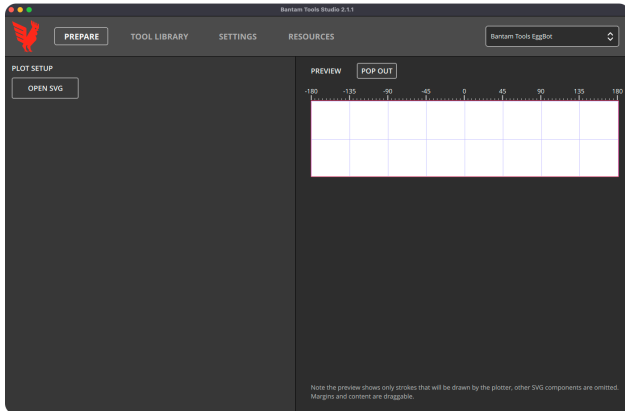 Bantam Tools Studio 2.1.1
PREPARE TOOL LIBRARY SETTINGS RESOURCES Bantam Tools EggBot
PLOT SETUP
OPEN SVG
PREVIEW POP OUT
-180 -135 -90 -45 0 45 90 135 180
Note the preview shows only strokes that will be drawn by the plotter, other SVG components are omitted.
Margins and content are draggable.